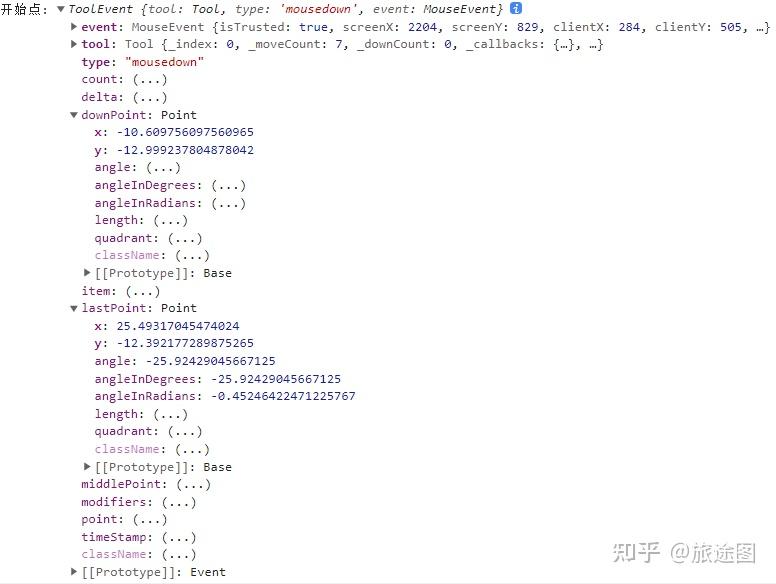 开始点: ▼ToolEvent {tool: Tool, type: 'mousedown', event: MouseEvent} i
▶event: MouseEvent {isTrusted: true, screenX: 2204, screenY: 829, clientX: 284, clientY: 505, …}
▶tool: Tool {_index: 0, _moveCount: 7, _downCount: 0, _callbacks: {…}, …}
type: "mousedown"
count: (...)
delta: (...)
▼downPoint: Point
x: -10.609756097560965
y: -12.999237804878042
angle: (...)
angleInDegrees: (...)
angleInRadians: (...)
length: (...)
quadrant: (...)
className: (...)
▶[[Prototype]]: Base
item: (...)
▼lastPoint: Point
x: 25.49317045474024
y: -12.392177289875265
angle: -25.92429045667125
angleInDegrees: -25.92429045667125
angleInRadians: -0.45246422471225767
length: (...)
quadrant: (...)
className: (...)
▶[[Prototype]]: Base
middlePoint: (...)
modifiers: (...)
point: (...)
timeStamp: (...)
className: (...)
▶[[Prototype]]: Event
知乎 @旅途图